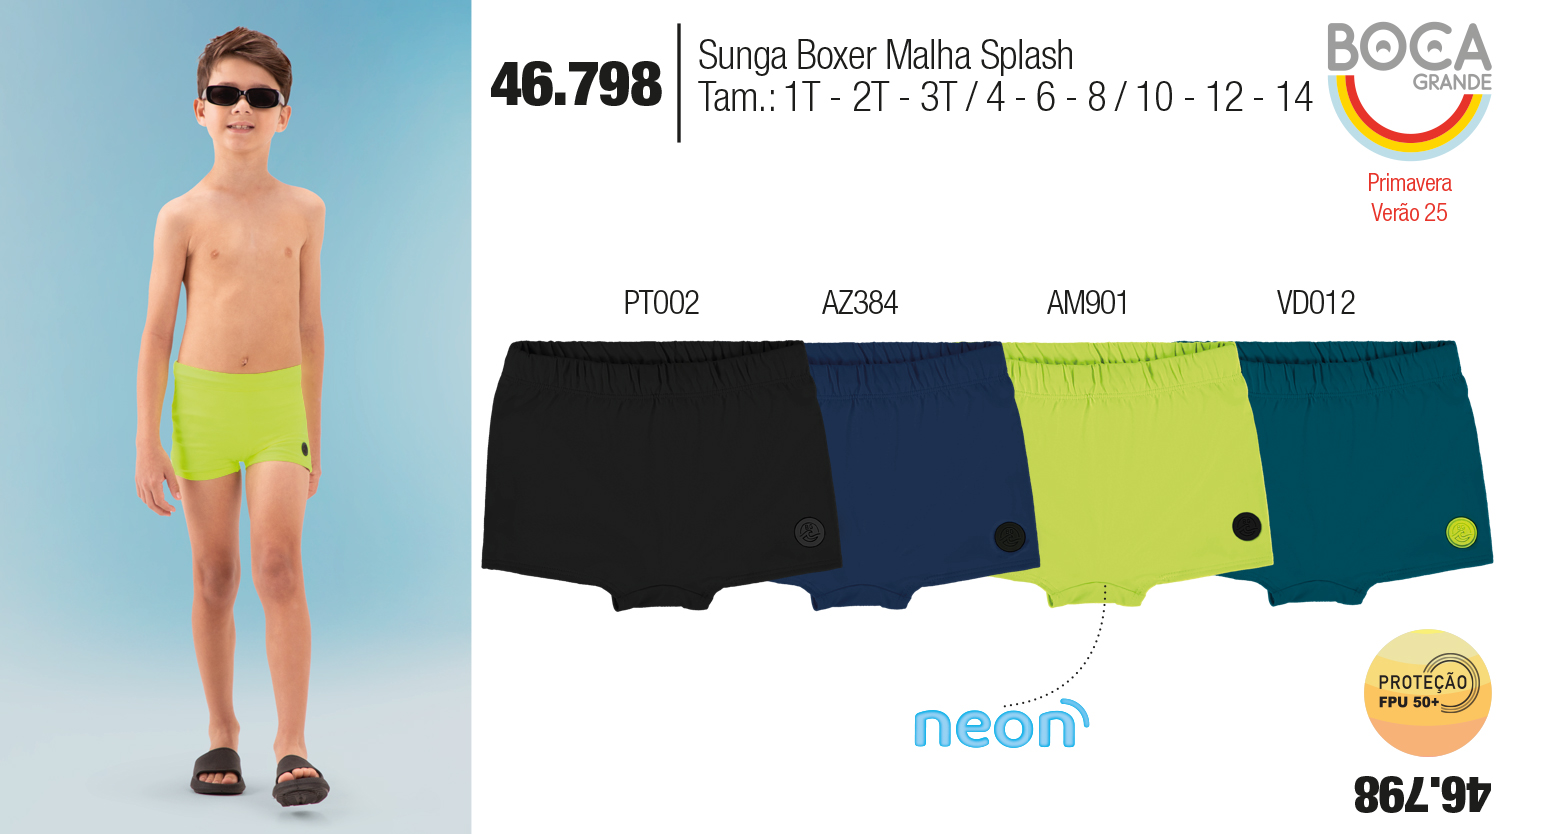 46.798
Sunga Boxer Malha Splash
Tam.: 1T - 2T - 3T / 4 - 6 - 8 / 10 - 12 - 14
BOCA
GRANDE
Primavera
Verão 25
PT002
AZ384
AM901
VD012
neon
PROTEÇÃO
FPU 50+
46.798